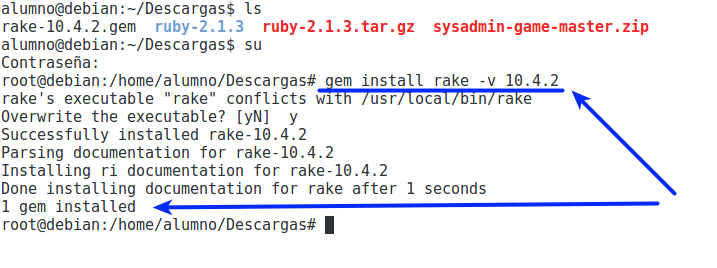 alumno@debian:~/Descargas$ ls
rake-10.4.2.gem ruby-2.1.3 ruby-2.1.3.tar.gz sysadmin-game-master.zip
alumno@debian:~/Descargas$ su
Contraseña:
root@debian:/home/alumno/Descargas# gem install rake -v 10.4.2
rake's executable "rake" conflicts with /usr/local/bin/rake
Overwrite the executable? [yN] y
Successfully installed rake-10.4.2
Parsing documentation for rake-10.4.2
Installing ri documentation for rake-10.4.2
Done installing documentation for rake after 1 seconds
1 gem installed
root@debian:/home/alumno/Descargas#